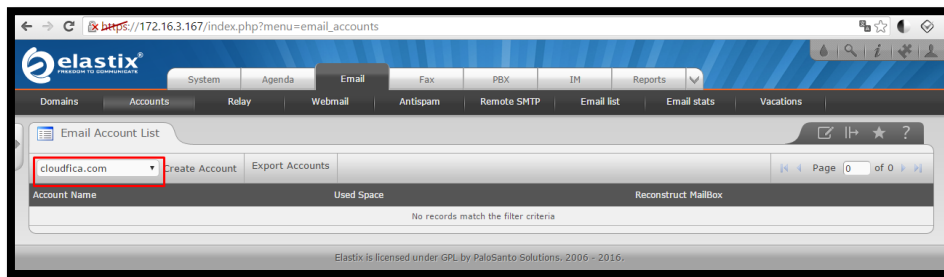 https://172.16.3.167/index.php?menu=email_accounts
elastix®
FREEDOM TO COMMUNICATE
System Agenda Email Fax PBX IM Reports
Domains Accounts Relay Webmail Antispam Remote SMTP Email list Email stats Vacations
Email Account List
cloudfica.com Create Account Export Accounts Page 0 of 0
Account Name Used Space Reconstruct MailBox
No records match the filter criteria
Elastix is licensed under GPL by PaloSanto Solutions. 2006 - 2016.